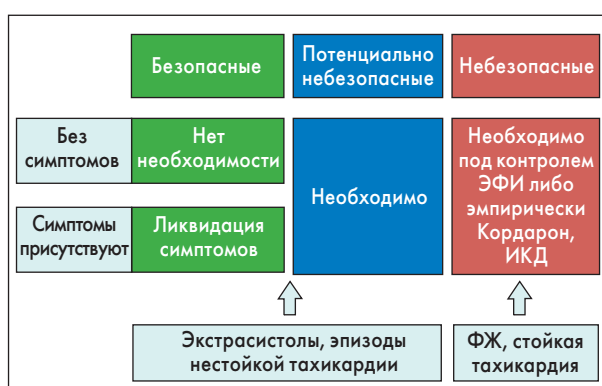 Безопасные
Потенциально
небезопасные
Небезопасные
Без
симптомов
Нет
необходимости
Необходимо
Необходимо
под контролем
ЭФИ либо
эмпирически
Кордарон,
ИКД
Симптомы
присутствуют
Ликвидация
симптомов
Экстрасистолы, эпизоды
нестойкой тахикардии
ФЖ, стойкая
тахикардия